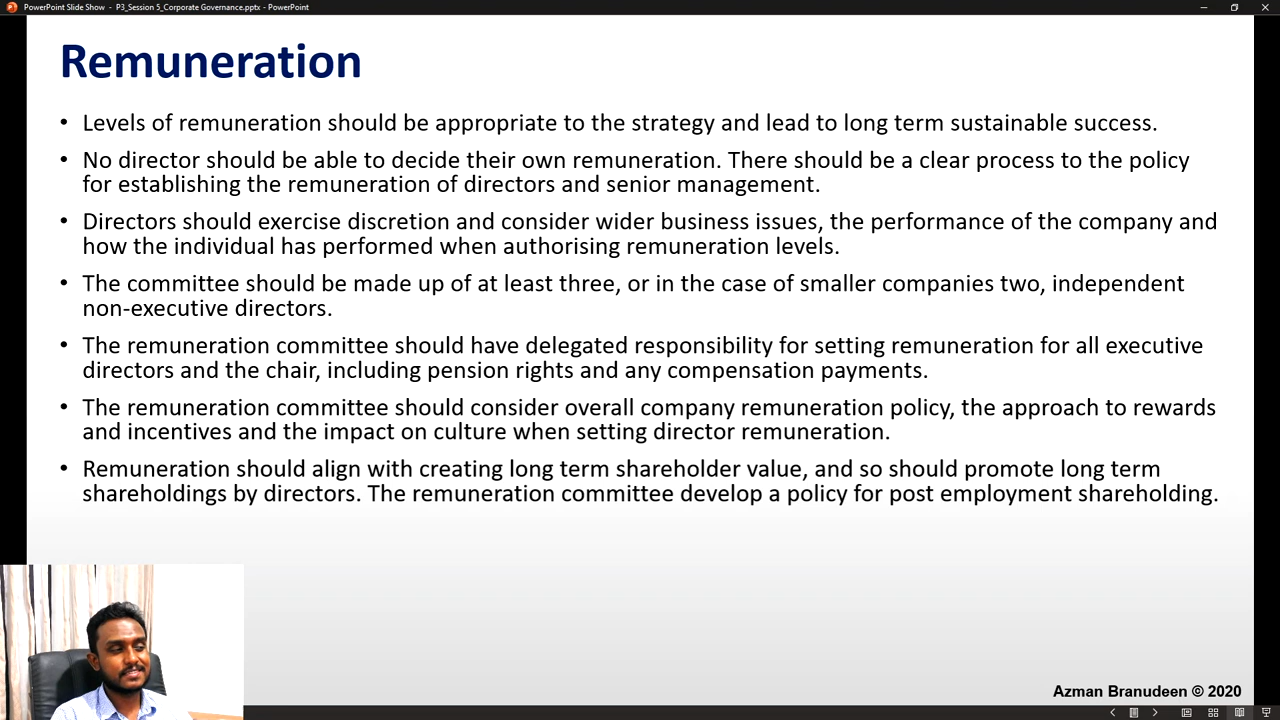 PowerPoint Slide Show - P3_Session 5_Corporate Governance.pptx - PowerPoint
Remuneration
• Levels of remuneration should be appropriate to the strategy and lead to long term sustainable success.
• No director should be able to decide their own remuneration. There should be a clear process to the policy
for establishing the remuneration of directors and senior management.
• Directors should exercise discretion and consider wider business issues, the performance of the company and
how the individual has performed when authorising remuneration levels.
• The committee should be made up of at least three, or in the case of smaller companies two, independent
non-executive directors.
• The remuneration committee should have delegated responsibility for setting remuneration for all executive
directors and the chair, including pension rights and any compensation payments.
• The remuneration committee should consider overall company remuneration policy, the approach to rewards
and incentives and the impact on culture when setting director remuneration.
• Remuneration should align with creating long term shareholder value, and so should promote long term
shareholdings by directors. The remuneration committee develop a policy for post employment shareholding.
Azman Branudeen © 2020